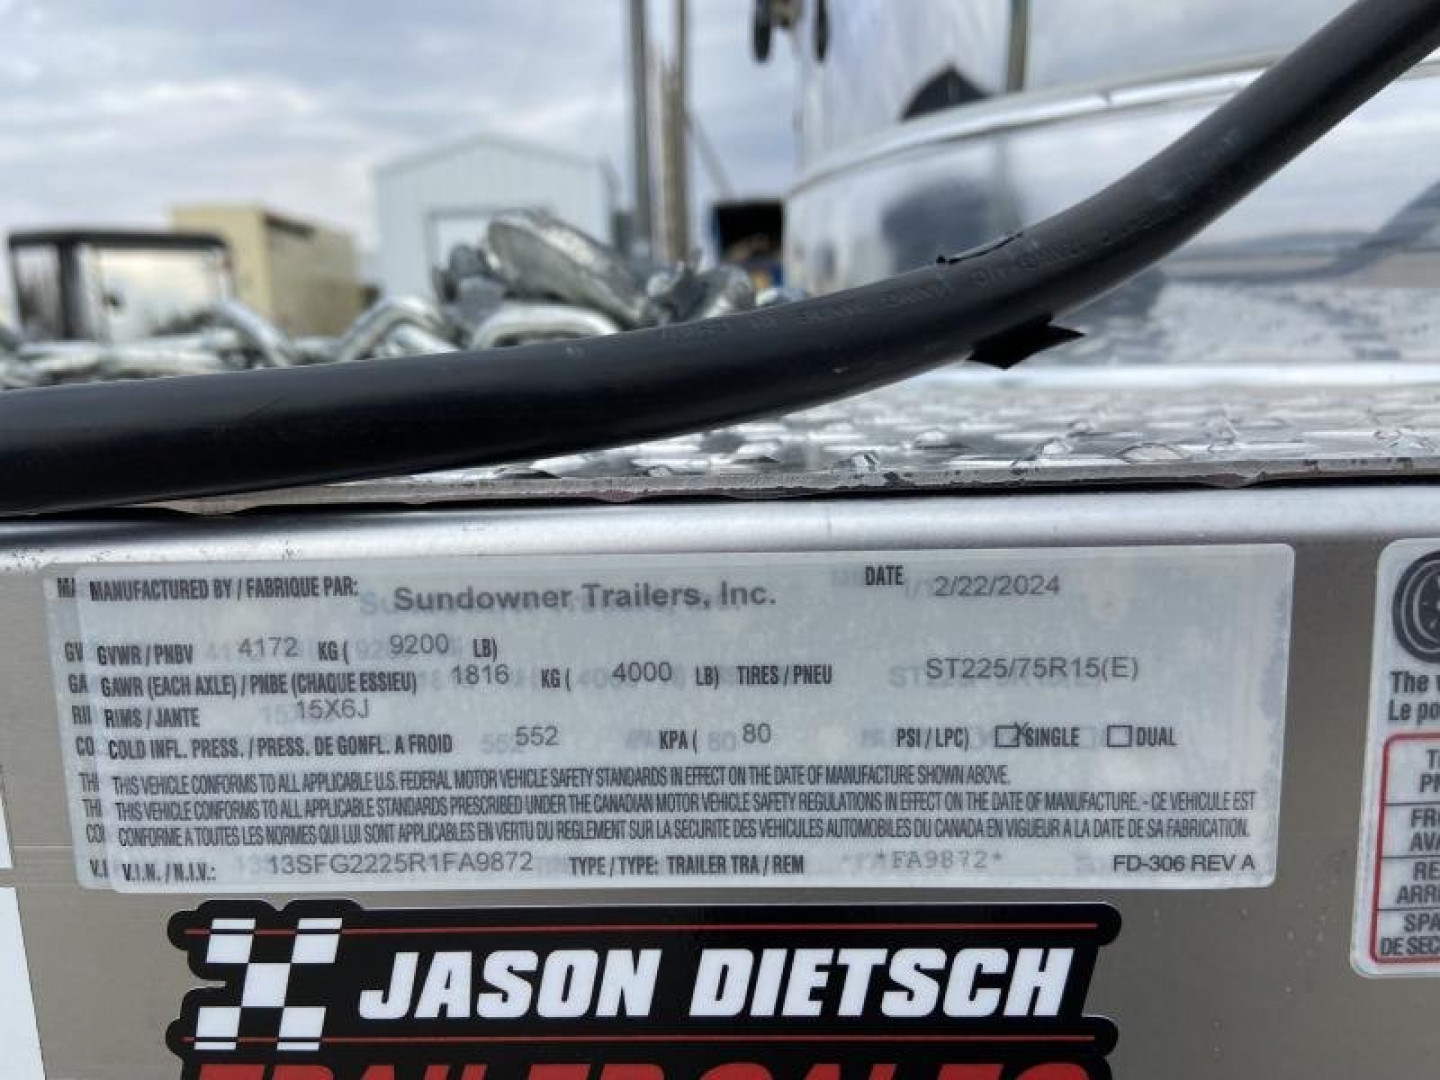 MANUFACTURED BY / FABRIQUE PAR: Sundowner Trailers, Inc. DATE 2/22/2024
GVWR / PNBV 4172 KG ( 9200 LB)
GAWR (EACH AXLE) / PNBE (CHAQUE ESSIEU) 1816 KG ( 4000 LB) TIRES / PNEU ST225/75R15(E)
RIMS / JANTE 15X6J
COLD INFL. PRESS. / PRESS. DE GONFL. A FROID 552 KPA ( 80 PSI / LPC) X SINGLE DUAL
THIS VEHICLE CONFORMS TO ALL APPLICABLE U.S. FEDERAL MOTOR VEHICLE SAFETY STANDARDS IN EFFECT ON THE DATE OF MANUFACTURE SHOWN ABOVE.
THIS VEHICLE CONFORMS TO ALL APPLICABLE STANDARDS PRESCRIBED UNDER THE CANADIAN MOTOR VEHICLE SAFETY REGULATIONS IN EFFECT ON THE DATE OF MANUFACTURE. - CE VEHICULE EST
CONFORME A TOUTES LES NORMES QUI LUI SONT APPLICABLES EN VERTU DU REGLEMENT SUR LA SECURITE DES VEHICULES AUTOMOBILES DU CANADA EN VIGUEUR A LA DATE DE SA FABRICATION.
V.I.N. / N.I.V.: 13SFG2225R1FA9872 TYPE / TYPE: TRAILER TRA / REM *FA9872* FD-306 REV A
JASON DIETSCH
TRAILER SALES
The
Le
DE SEC